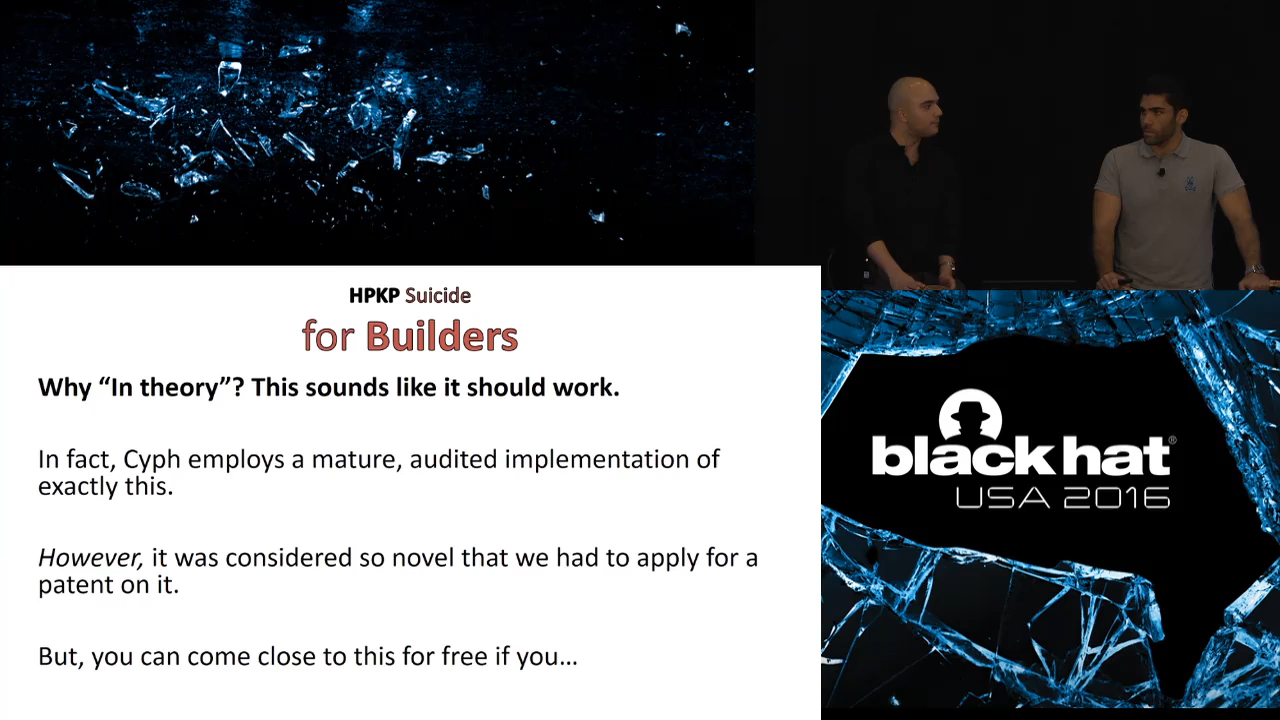 HPKP Suicide
for Builders
Why “In theory”? This sounds like it should work.
In fact, Cyph employs a mature, audited implementation of
exactly this.
However, it was considered so novel that we had to apply for a
patent on it.
But, you can come close to this for free if you…
black hat®
USA 2016